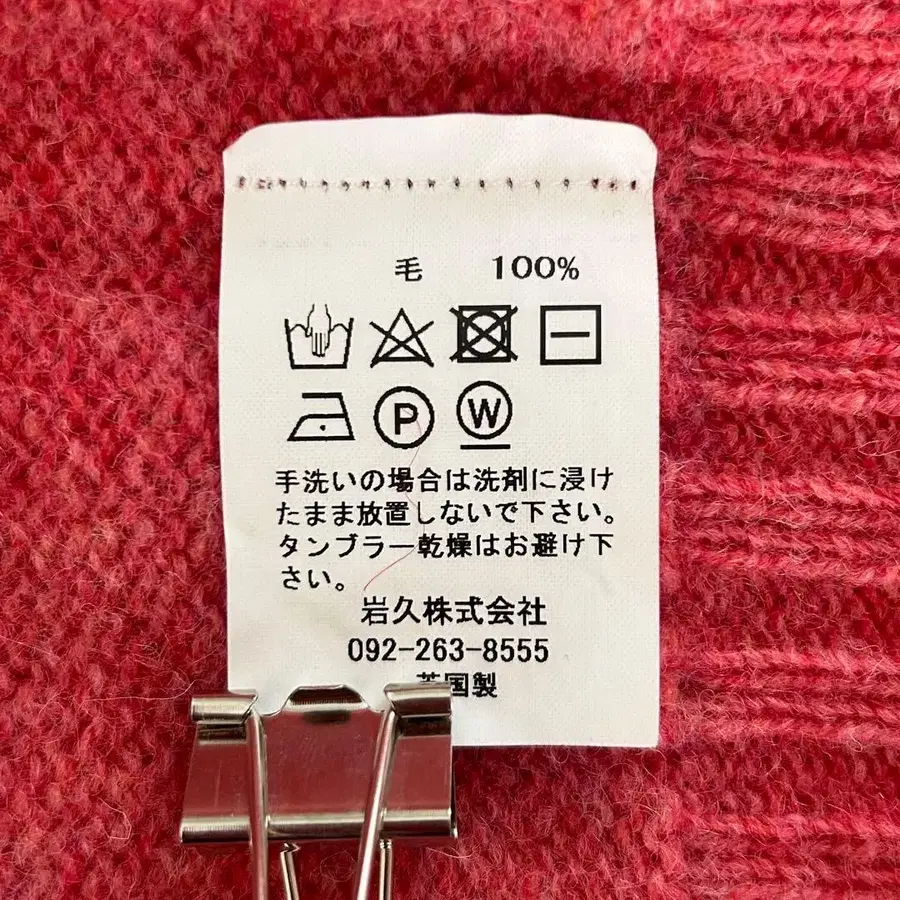 毛 100%
P W
手洗いの場合は洗剤に浸け
たまま放置しないで下さい。
タンブラー乾燥はお避け下
さい。
岩久株式会社
092-263-8555
英国製